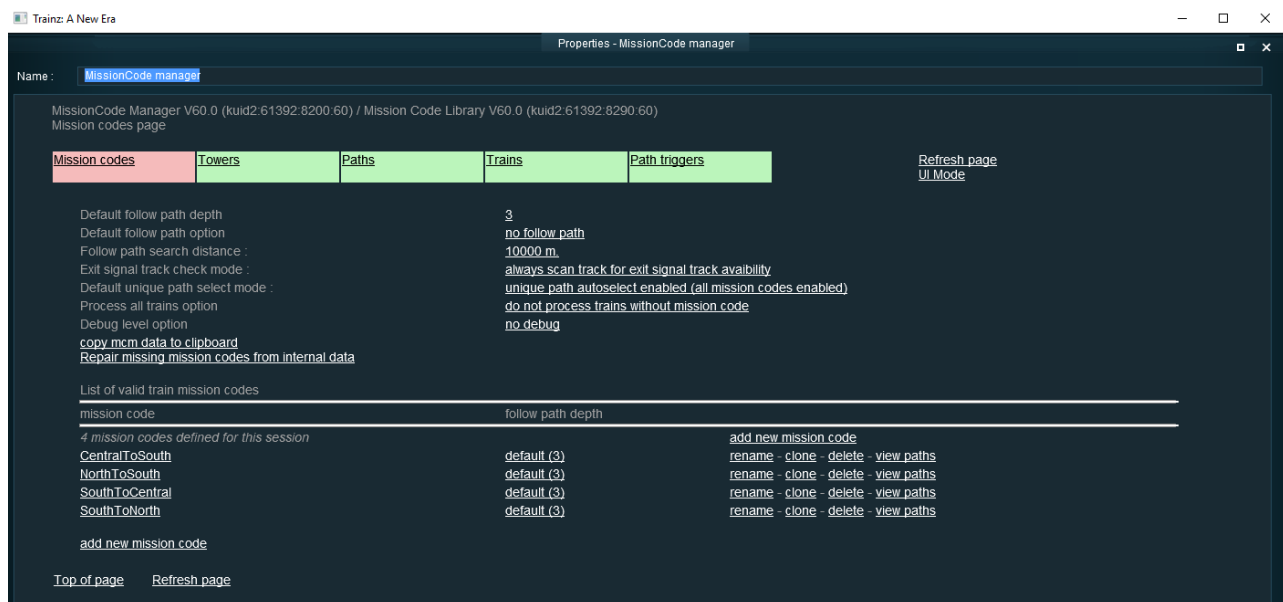 Trainz: A New Era
Properties - MissionCode manager
Name : MissionCode manager
MissionCode Manager V60.0 (kuid2:61392:8200:60) / Mission Code Library V60.0 (kuid2:61392:8290:60)
Mission codes page
Mission codes Towers Paths Trains Path triggers Refresh page
UI Mode
Default follow path depth 3
Default follow path option no follow path
Follow path search distance : 10000 m.
Exit signal track check mode : always scan track for exit signal track avaibility
Default unique path select mode : unique path autoselect enabled (all mission codes enabled)
Process all trains option do not process trains without mission code
Debug level option no debug
copy mcm data to clipboard
Repair missing mission codes from internal data
List of valid train mission codes
mission code follow path depth
4 mission codes defined for this session add new mission code
CentralToSouth default (3) rename - clone - delete - view paths
NorthToSouth default (3) rename - clone - delete - view paths
SouthToCentral default (3) rename - clone - delete - view paths
SouthToNorth default (3) rename - clone - delete - view paths
add new mission code
Top of page Refresh page